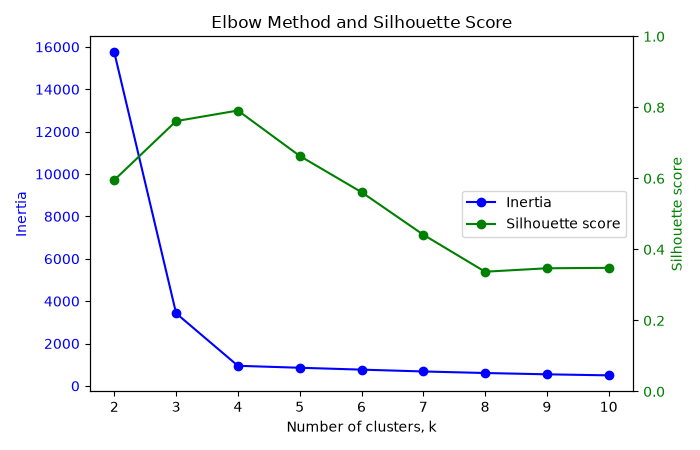 Elbow Method and Silhouette Score
16000
14000
12000
10000
8000
6000
4000
2000
0
Inertia
1.0
0.8
0.6
0.4
0.2
0.0
Silhouette score
Inertia
Silhouette score
2 3 4 5 6 7 8 9 10
Number of clusters, k